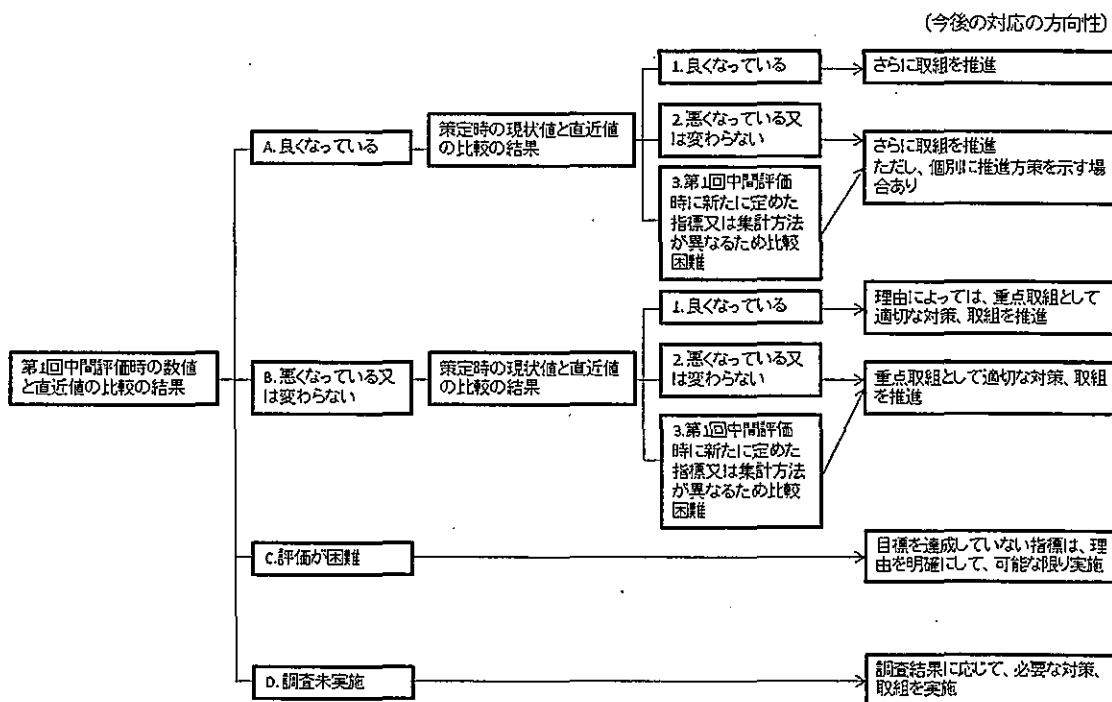 (今後の対応の方向性)
1.良くなっている
さらに取組を推進
A.良くなっている
策定時の現状値と直近値
の比較の結果
2.悪くなっている又
は変わらない
さらに取組を推進
ただし、個別に推進方策を示す場
合あり
3.第1回中間評価
時に新たに定めた
指標又は集計方法
が異なるため比較
困難
第1回中間評価時の数値
と直近値の比較の結果
B.悪くなっている又
は変わらない
策定時の現状値と直近値
の比較の結果
1.良くなっている
理由によっては、重点取組として
適切な対策、取組を推進
2.悪くなっている又
は変わらない
重点取組として適切な対策、取組
を推進
3.第1回中間評価
時に新たに定めた
指標又は集計方法
が異なるため比較
困難
C.評価が困難
目標を達成していない指標は、理
由を明確にして、可能な限り実施
D.調査未実施
調査結果に応じて、必要な対策、
取組を実施